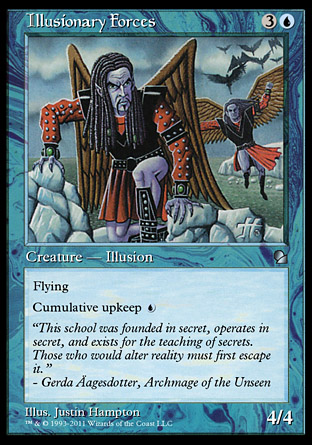 Illusionary Forces 3
Creature — Illusion
Flying
Cumulative upkeep
“This school was founded in secret, operates in
secret, and exists for the teaching of secrets.
Those who would alter reality must first escape
it.”
- Gerda Äagesdotter, Archmage of the Unseen
Illus. Justin Hampton
™ & © 1993-2011 Wizards of the Coast LLC
4/4